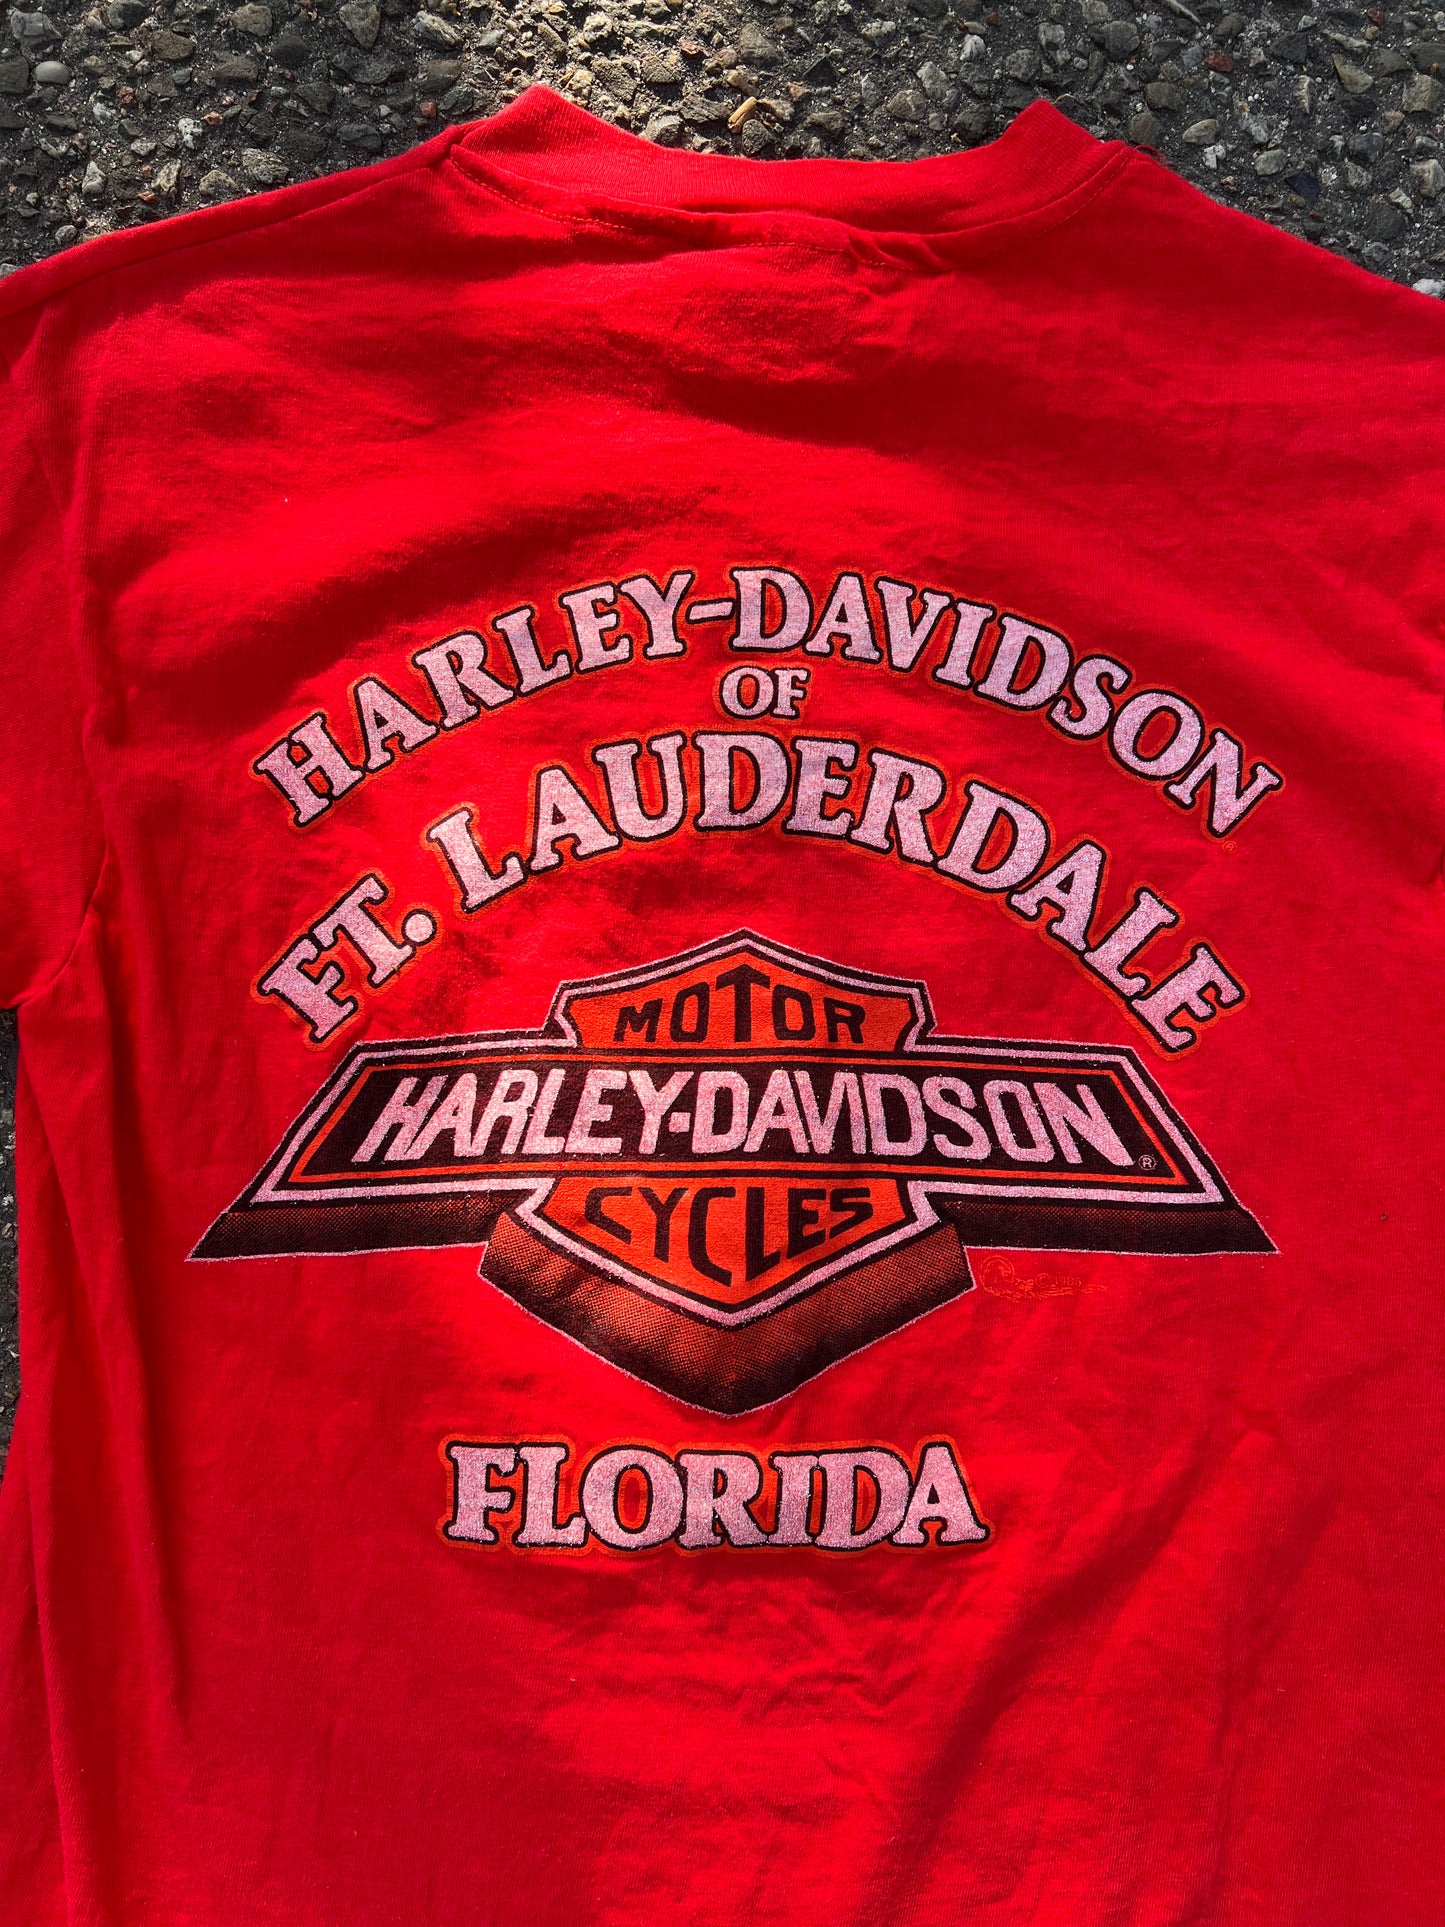 HARLEY-DAVIDSON®
OF
FT. LAUDERDALE
MOTOR
HARLEY-DAVIDSON®
CYCLES
FLORIDA